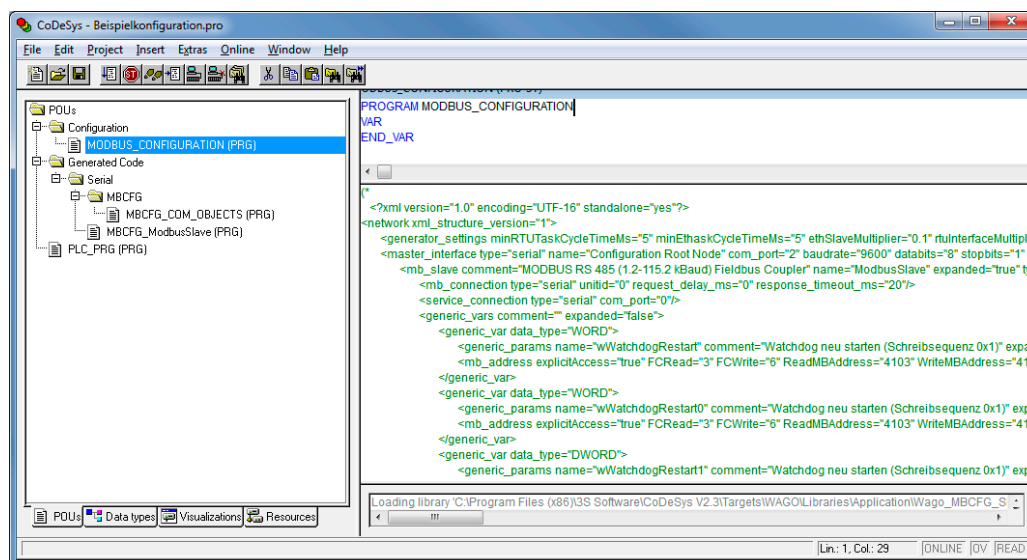 CoDeSys - Beispielkonfiguration.pro
File Edit Project Insert Extras Online Window Help
POUs
Configuration
MODBUS_CONFIGURATION (PRG)
Generated Code
Serial
MBCFG
MBCFG_COM_OBJECTS (PRG)
MBCFG_ModbusSlave (PRG)
PLC_PRG (PRG)
POUs Data types Visualizations Resources
PROGRAM MODBUS_CONFIGURATION
VAR
END_VAR
(*
<?xml version="1.0" encoding="UTF-16" standalone="yes"?>
<network xml_structure_version="1">
<generator_settings minRTUTaskCycleTimeMs="5" minEthaskCycleTimeMs="5" ethSlaveMultiplier="0.1" rtuInterfaceMultipl
<master_interface type="serial" name="Configuration Root Node" com_port="2" baudrate="9600" databits="8" stopbits="1"
<mb_slave comment="MODBUS RS 485 (1.2-115.2 kBaud) Fieldbus Coupler" name="ModbusSlave" expanded="true" ty
<mb_connection type="serial" unitid="0" request_delay_ms="0" response_timeout_ms="20"/>
<service_connection type="serial" com_port="0"/>
<generic_vars comment="" expanded="false">
<generic_var data_type="WORD">
<generic_params name="wWatchdogRestart" comment="Watchdog neu starten (Schreibsequenz 0x1)" expa
<mb_address explicitAccess="true" FCRead="3" FCWrite="6" ReadMBAddress="4103" WriteMBAddress="41
</generic_var>
<generic_var data_type="WORD">
<generic_params name="wWatchdogRestart0" comment="Watchdog neu starten (Schreibsequenz 0x1)" exp
<mb_address explicitAccess="true" FCRead="3" FCWrite="6" ReadMBAddress="4103" WriteMBAddress="41
</generic_var>
<generic_var data_type="DWORD">
<generic_params name="wWatchdogRestart1" comment="Watchdog neu starten (Schreibsequenz 0x1)" exp
Loading library 'C:\Program Files (x86)\3S Software\CoDeSys V2.3\Targets\WAGO\Libraries\Application\Wago_MBCFG_S
Lin.: 1, Col.: 29 ONLINE OV READ